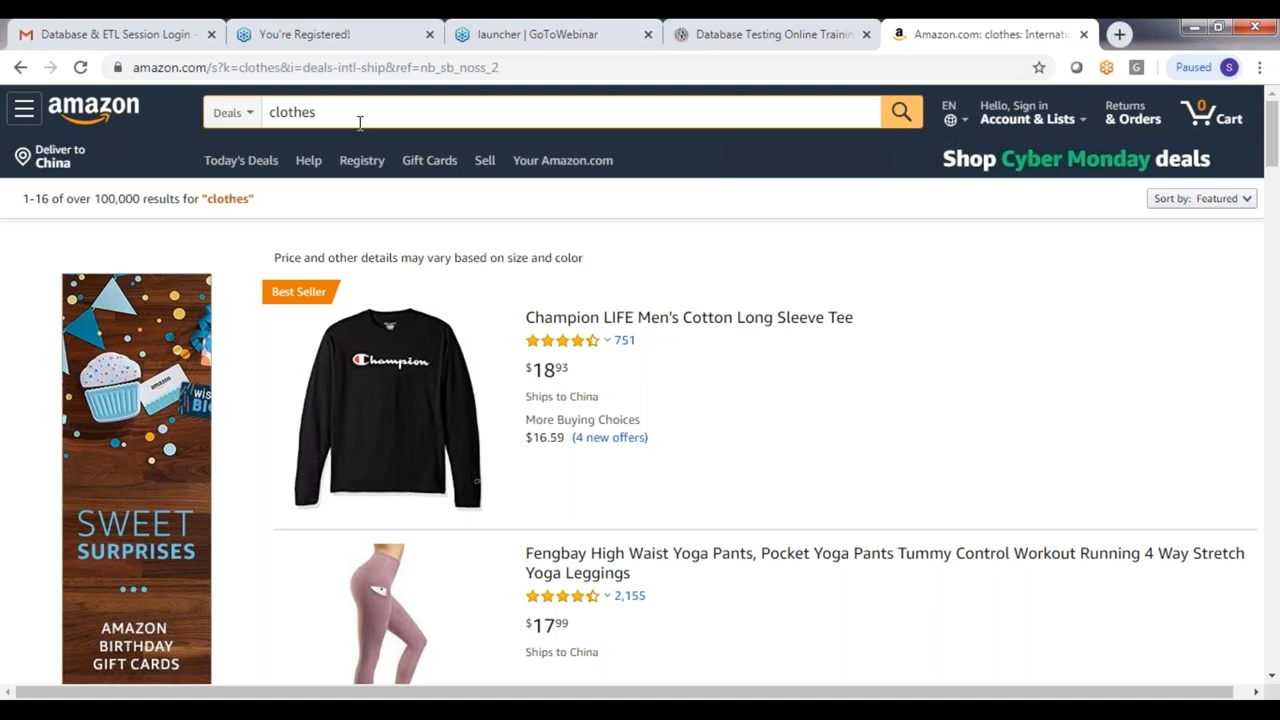 Database & ETL Session Login
You're Registered!
launcher | GoToWebinar
Database Testing Online Training
Amazon.com: clothes: Internati
amazon.com/s?k=clothes&i=deals-intl-ship&ref=nb_sb_noss_2
G
Paused
S
amazon
Deals
clothes
EN
Hello, Sign in
Account & Lists
Returns
& Orders
0
Cart
Deliver to
China
Today's Deals
Help
Registry
Gift Cards
Sell
Your Amazon.com
Shop Cyber Monday deals
1-16 of over 100,000 results for "clothes"
Sort by: Featured
Price and other details may vary based on size and color
Best Seller
Champion
Champion LIFE Men's Cotton Long Sleeve Tee
751
$1893
Ships to China
More Buying Choices
$16.59 (4 new offers)
amazon
SWEET
SURPRISES
AMAZON
BIRTHDAY
GIFT CARDS
Fengbay High Waist Yoga Pants, Pocket Yoga Pants Tummy Control Workout Running 4 Way Stretch
Yoga Leggings
2,155
$1799
Ships to China